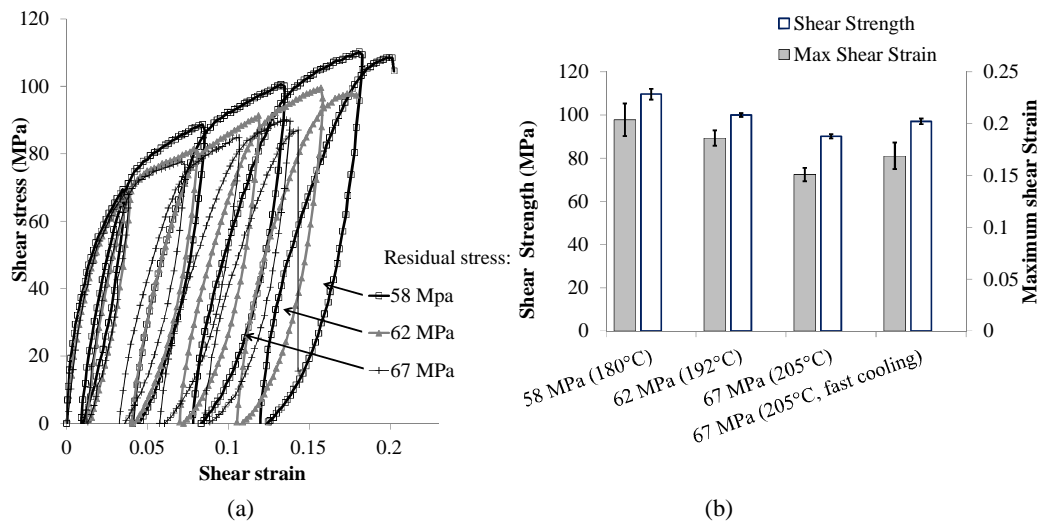 120
100
80
60
40
20
0
0
0.05
0.1
0.15
0.2
Shear stress (MPa)
Shear strain
Residual stress:
58 Mpa
62 MPa
67 MPa
(a)
Shear Strength
Max Shear Strain
120
100
80
60
40
20
0
Shear Strength (MPa)
0.25
0.2
0.15
0.1
0.05
0
Maximum shear Strain
58 MPa (180°C)
62 MPa (192°C)
67 MPa (205°C)
67 MPa (205°C, fast cooling)
(b)